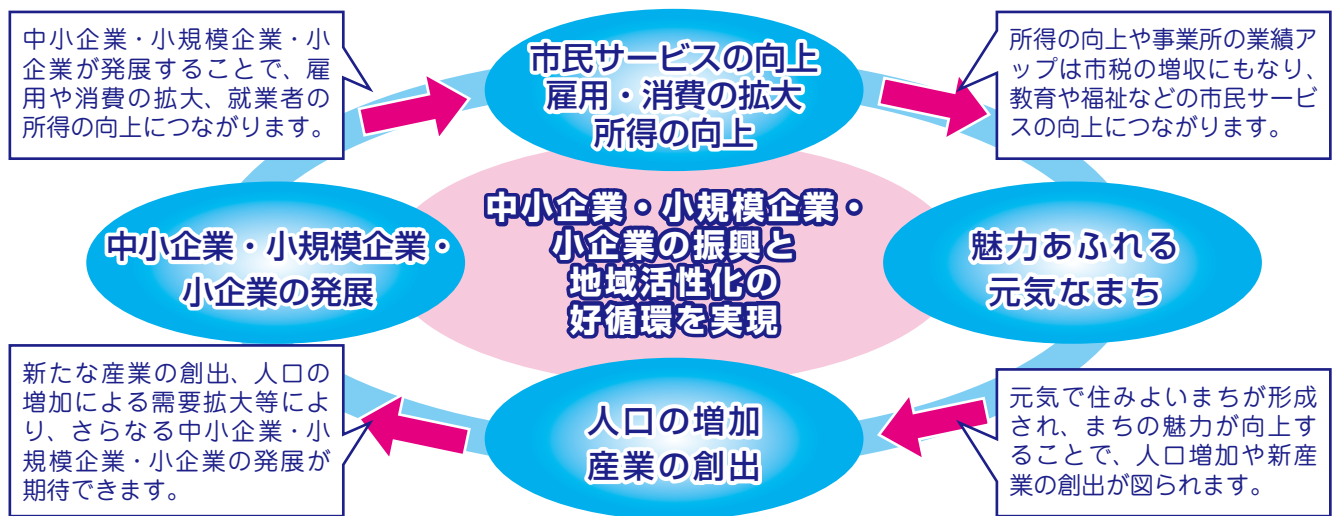 中小企業・小規模企業・小
企業が発展することで、雇
用や消費の拡大、就業者の
所得の向上につながります。
市民サービスの向上
雇用・消費の拡大
所得の向上
所得の向上や事業所の業績ア
ップは市税の増収にもなり、
教育や福祉などの市民サービ
スの向上につながります。
中小企業・小規模企業・
小企業の発展
中小企業・小規模企業・
小企業の振興と
地域活性化の
好循環を実現
魅力あふれる
元気なまち
新たな産業の創出、人口の
増加による需要拡大等によ
り、さらなる中小企業・小
規模企業・小企業の発展が
期待できます。
人口の増加
産業の創出
元気で住みよいまちが形成
され、まちの魅力が向上す
ることで、人口増加や新産
業の創出が図られます。